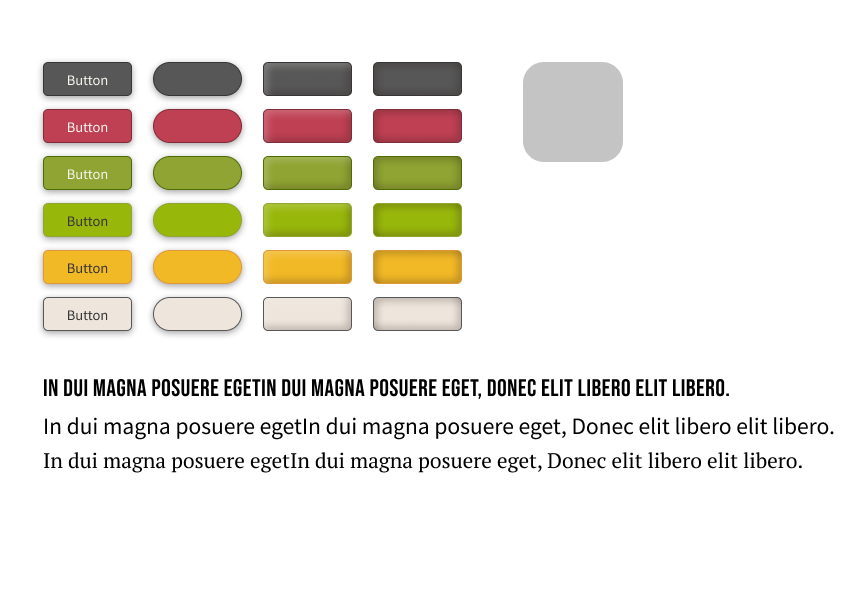 Button
Button
Button
Button
Button
Button
IN DUI MAGNA POSUERE EGETIN DUI MAGNA POSUERE EGET, DONEC ELIT LIBERO ELIT LIBERO.
In dui magna posuere egetIn dui magna posuere eget, Donec elit libero elit libero.
In dui magna posuere egetIn dui magna posuere eget, Donec elit libero elit libero.